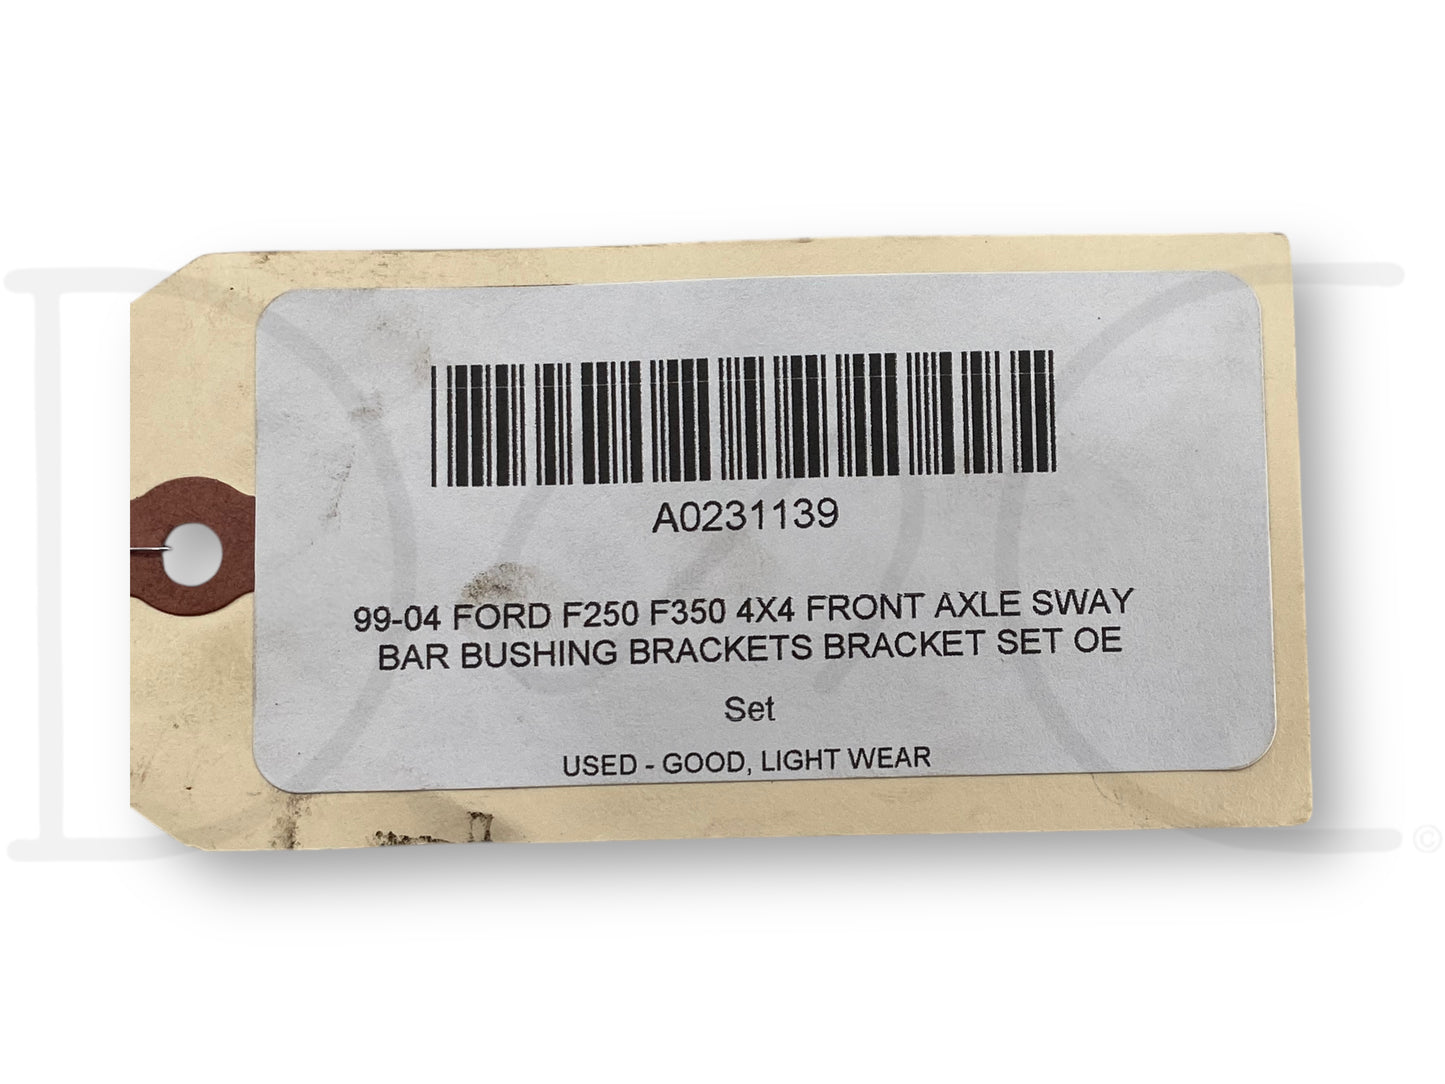 A0231139
99-04 FORD F250 F350 4X4 FRONT AXLE SWAY
BAR BUSHING BRACKETS BRACKET SET OE
Set
USED - GOOD, LIGHT WEAR
©